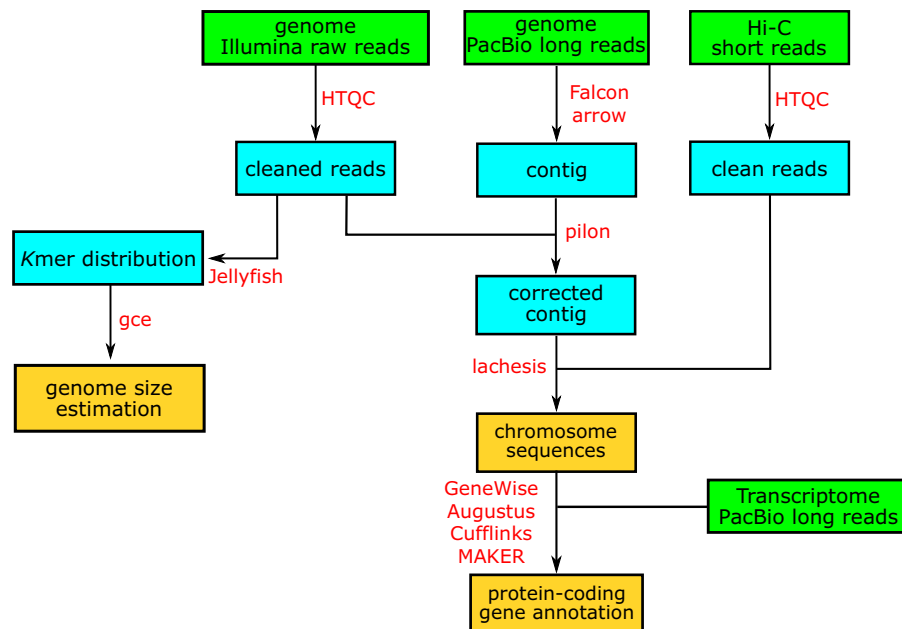 genome
Illumina raw reads
genome
PacBio long reads
Hi-C
short reads
HTQC
Falcon
arrow
HTQC
cleaned reads
contig
clean reads
Kmer distribution
Jellyfish
pilon
corrected
contig
gce
lachesis
genome size
estimation
chromosome
sequences
GeneWise
Augustus
Cufflinks
MAKER
Transcriptome
PacBio long reads
protein-coding
gene annotation